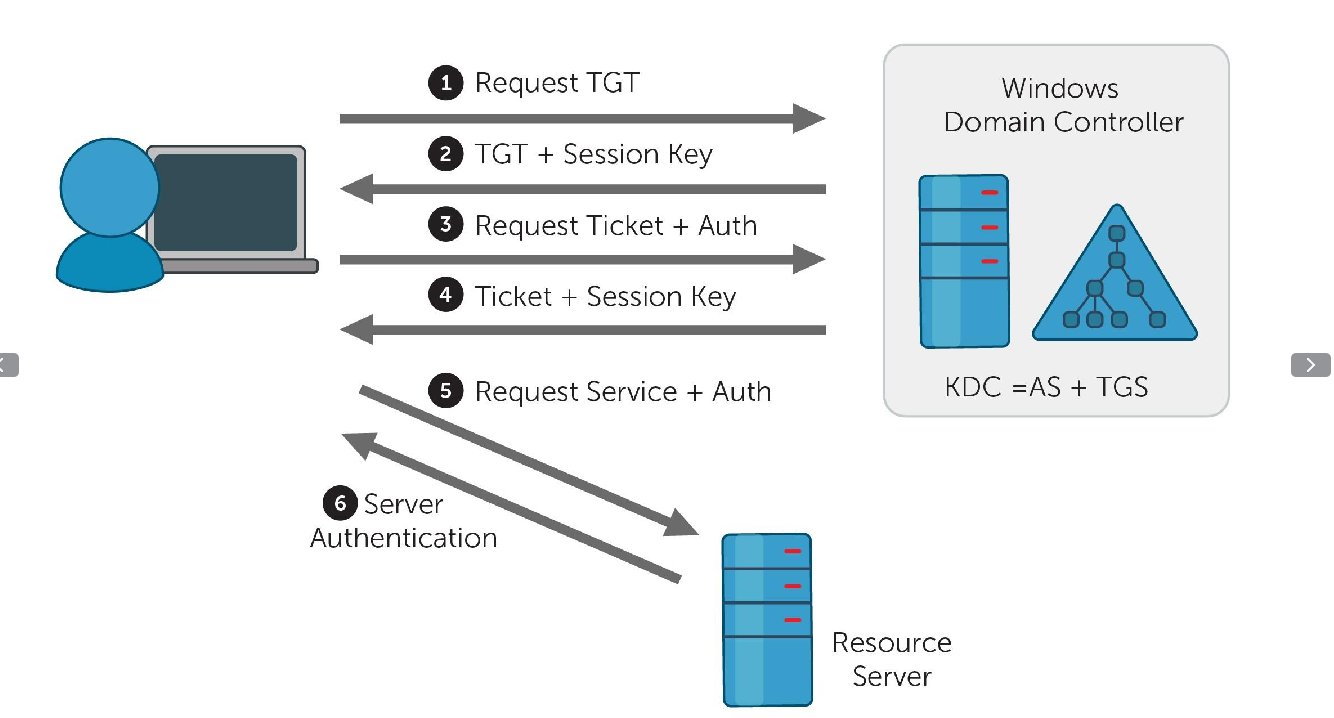 1 Request TGT
2 TGT + Session Key
3 Request Ticket + Auth
4 Ticket + Session Key
5 Request Service + Auth
6 Server
Authentication
Windows
Domain Controller
KDC =AS + TGS
Resource
Server